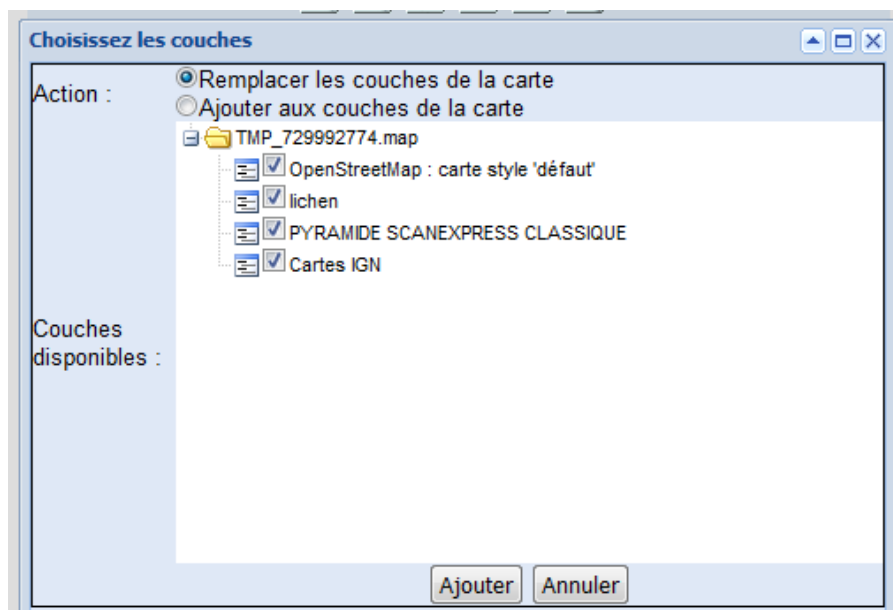 Choisissez les couches
Action :
Remplacer les couches de la carte
Ajouter aux couches de la carte
TMP_729992774.map
OpenStreetMap : carte style 'défaut'
lichen
PYRAMIDE SCANEXPRESS CLASSIQUE
Cartes IGN
Couches
disponibles :
Ajouter
Annuler